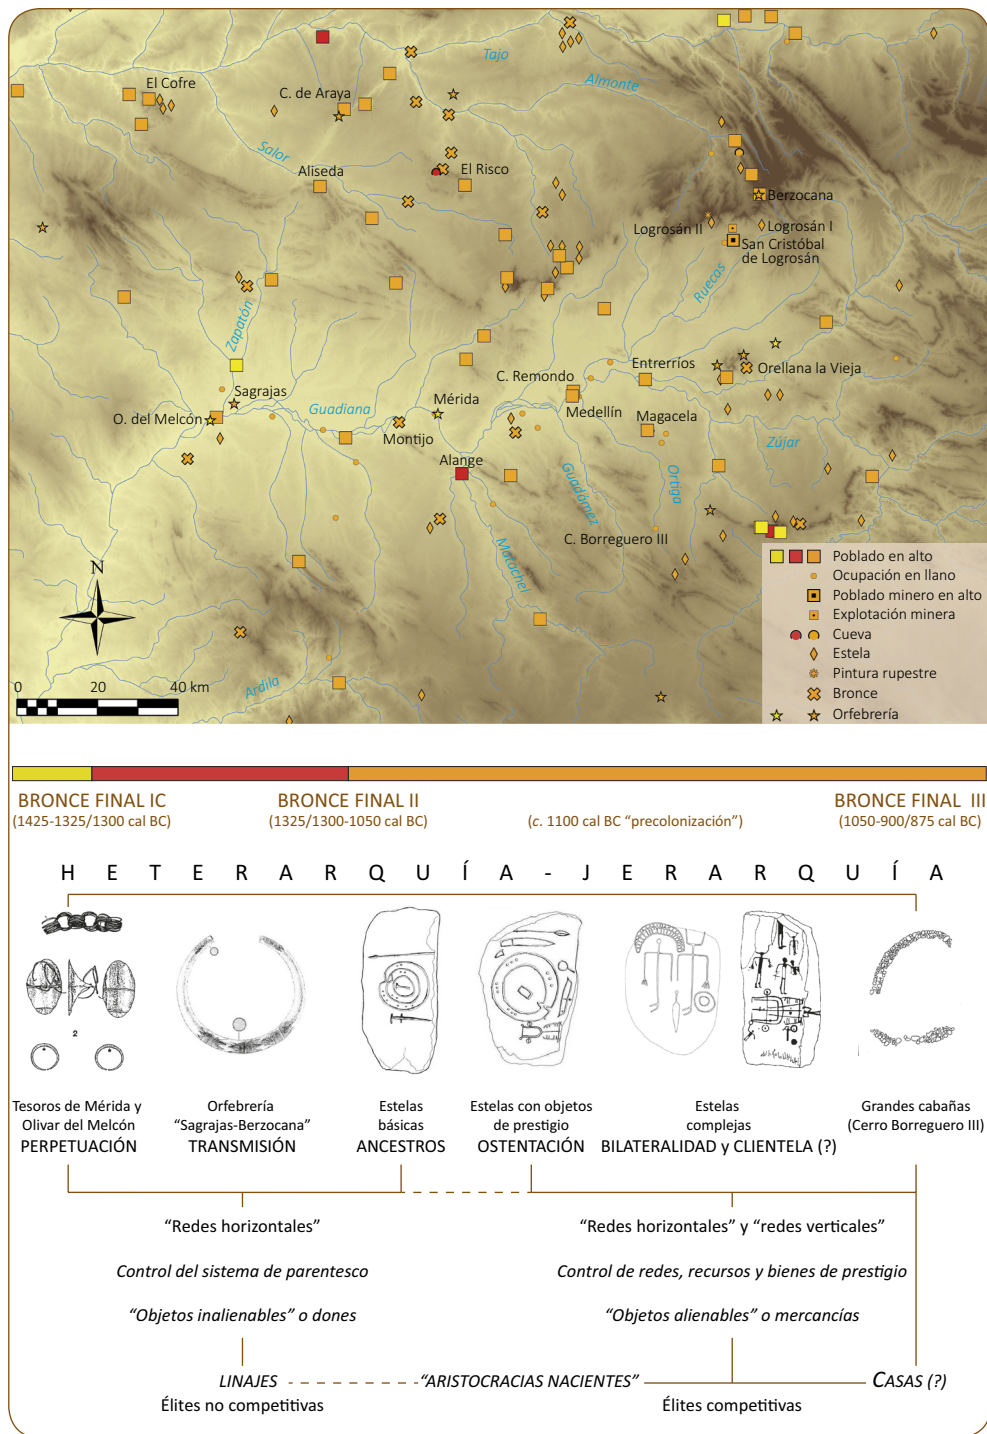 Tajo
Almonte
El Cofre
C. de Araya
Salor
Aliseda
El Risco
Berzocana
Logrosán II
Logrosán I
San Cristóbal
de Logrosán
Ruecas
Zapatón
Entrerríos
Orellana la Vieja
C. Remondo
Sagrajas
Mérida
O. del Melcón
Guadiana
Medellín
Magacela
Montijo
Alange
Zújar
Guadámez
Ortiga
C. Borreguero III
Matachel
N
0 20 40 km
Ardila
Poblado en alto
Ocupación en llano
Poblado minero en alto
Explotación minera
Cueva
Estela
Pintura rupestre
Bronce
Orfebrería
BRONCE FINAL IC BRONCE FINAL II BRONCE FINAL III
(1425-1325/1300 cal BC) (1325/1300-1050 cal BC) (c. 1100 cal BC “precolonización”) (1050-900/875 cal BC)
H E T E R A R Q U Í A - J E R A R Q U Í A
2
Tesoros de Mérida y
Olivar del Melcón
PERPETUACIÓN
Orfebrería
“Sagrajas-Berzocana”
TRANSMISIÓN
Estelas
básicas
ANCESTROS
Estelas con objetos
de prestigio
OSTENTACIÓN
Estelas
complejas
BILATERALIDAD y CLIENTELA (?)
Grandes cabañas
(Cerro Borreguero III)
“Redes horizontales” “Redes horizontales” y “redes verticales”
Control del sistema de parentesco Control de redes, recursos y bienes de prestigio
“Objetos inalienables” o dones “Objetos alienables” o mercancías
LINAJES “ARISTOCRACIAS NACIENTES” CASAS (?)
Élites no competitivas Élites competitivas